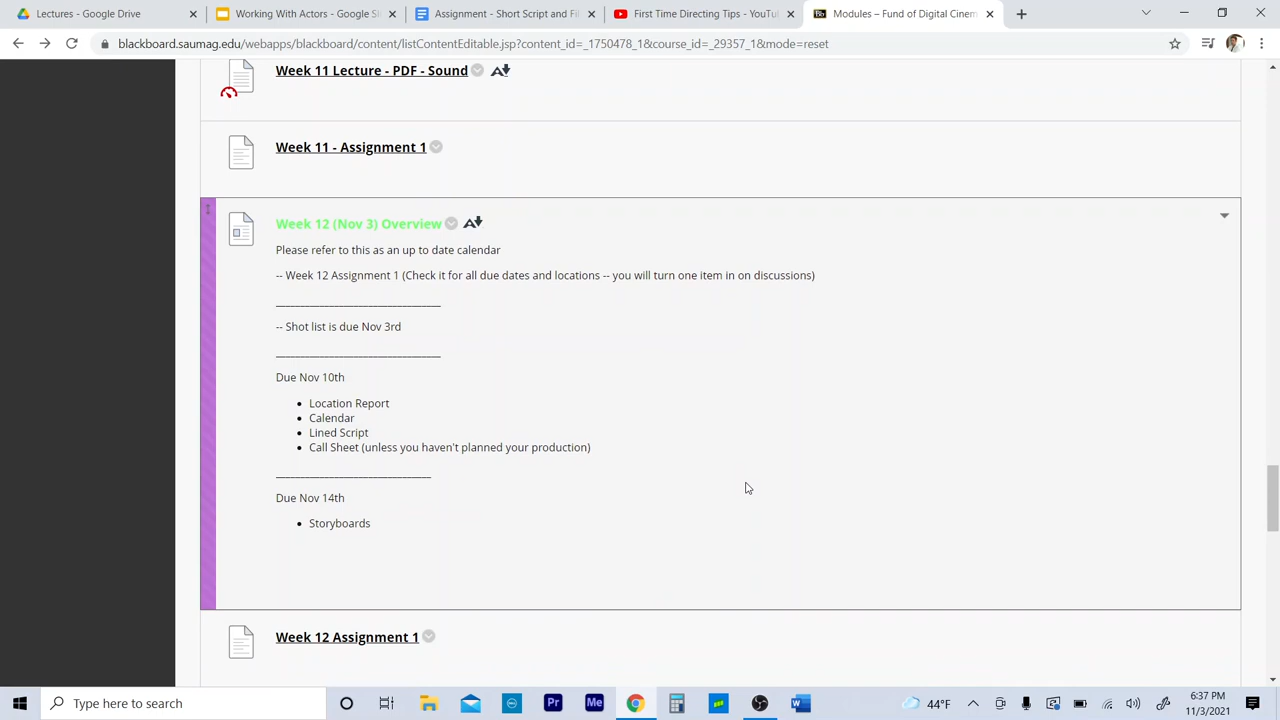 Lectures - Google Drive
Working With Actors - Google Sl
Assignment - Short Script and Fil
First Time Directing Tips - YouTu
Modules – Fund of Digital Cinem
blackboard.saumag.edu/webapps/blackboard/content/listContentEditable.jsp?content_id=_1750478_1&course_id=_29357_1&mode=reset
Week 11 Lecture - PDF - Sound
Week 11 - Assignment 1
Week 12 (Nov 3) Overview
Please refer to this as an up to date calendar
-- Week 12 Assignment 1 (Check it for all due dates and locations -- you will turn one item in on discussions)
-- Shot list is due Nov 3rd
Due Nov 10th
Location Report
Calendar
Lined Script
Call Sheet (unless you haven't planned your production)
Due Nov 14th
Storyboards
Week 12 Assignment 1
Type here to search
Pr
Me
W
44°F
6:37 PM
11/3/2021